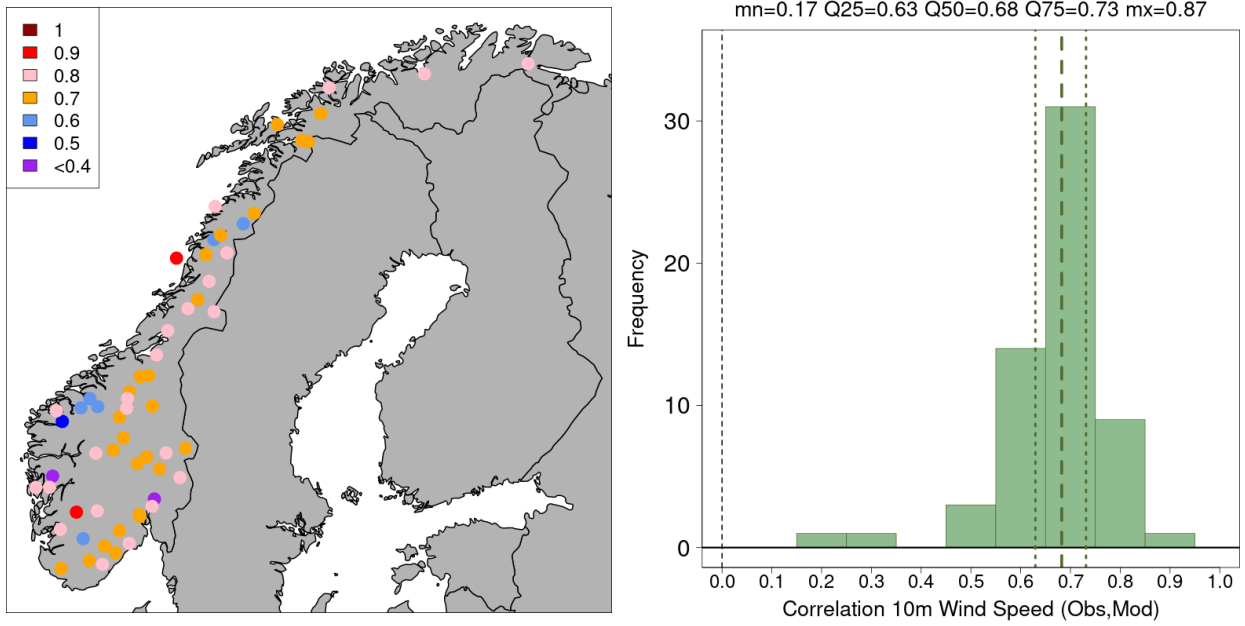 1
0.9
0.8
0.7
0.6
0.5
<0.4
mn=0.17 Q25=0.63 Q50=0.68 Q75=0.73 mx=0.87
Frequency
30
20
10
0
0.0 0.1 0.2 0.3 0.4 0.5 0.6 0.7 0.8 0.9 1.0
Correlation 10m Wind Speed (Obs,Mod)